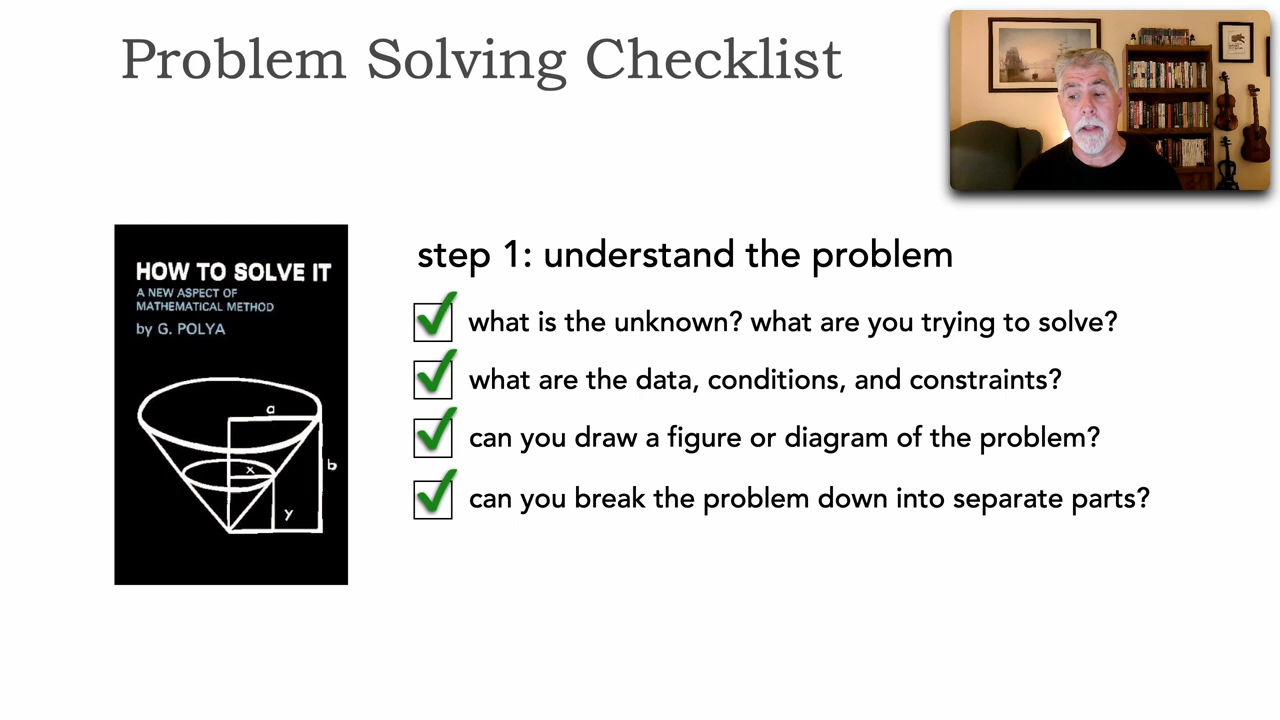 Problem Solving Checklist
HOW TO SOLVE IT
A NEW ASPECT OF
MATHEMATICAL METHOD
by G. POLYA
a
x
b
y
step 1: understand the problem
what is the unknown? what are you trying to solve?
what are the data, conditions, and constraints?
can you draw a figure or diagram of the problem?
can you break the problem down into separate parts?